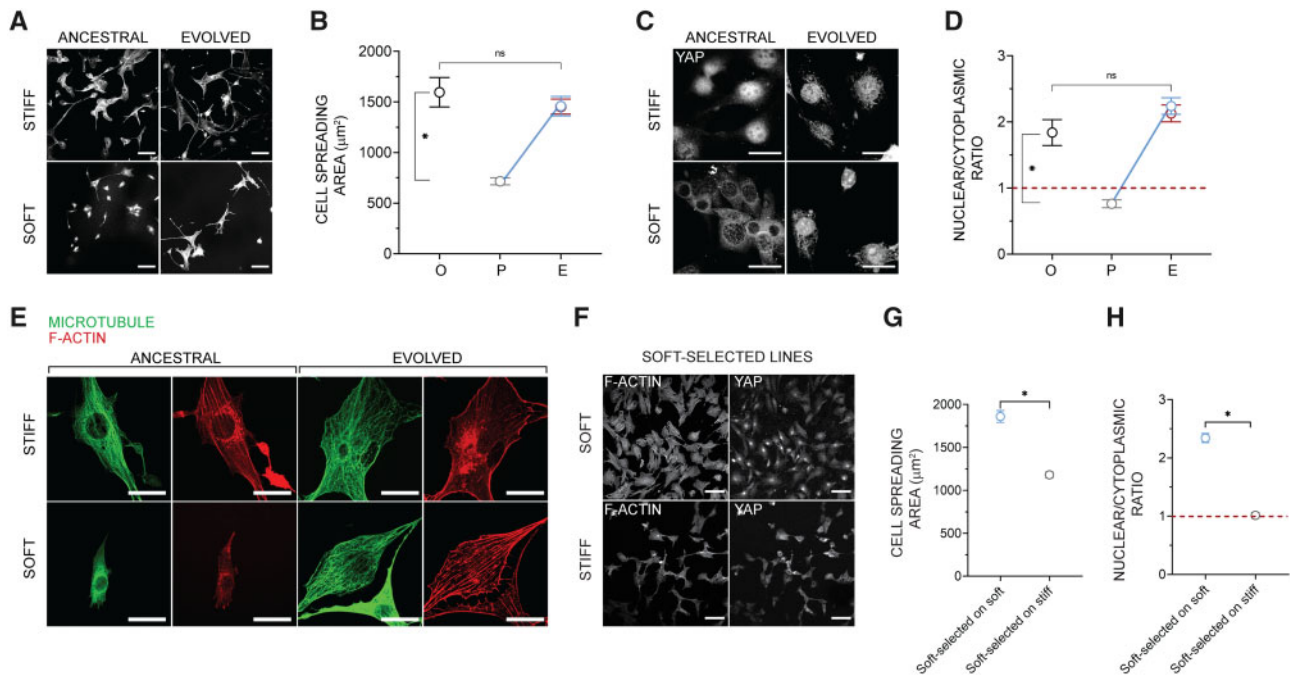 A
ANCESTRAL EVOLVED
STIFF
SOFT
B
CELL SPREADING
AREA (μm²)
2000
1500
1000
500
0
ns
*
O P E
C
ANCESTRAL EVOLVED
YAP
STIFF
SOFT
D
NUCLEAR/CYTOPLASMIC
RATIO
3
2
1
0
ns
*
O P E
E
MICROTUBULE
F-ACTIN
ANCESTRAL EVOLVED
STIFF
SOFT
F
SOFT-SELECTED LINES
F-ACTIN YAP
SOFT
F-ACTIN YAP
STIFF
G
CELL SPREADING
AREA (μm²)
2000
1500
1000
500
0
*
Soft-selected on soft
Soft-selected on stiff
H
NUCLEAR/CYTOPLASMIC
RATIO
3
2
1
0
*
Soft-selected on soft
Soft-selected on stiff